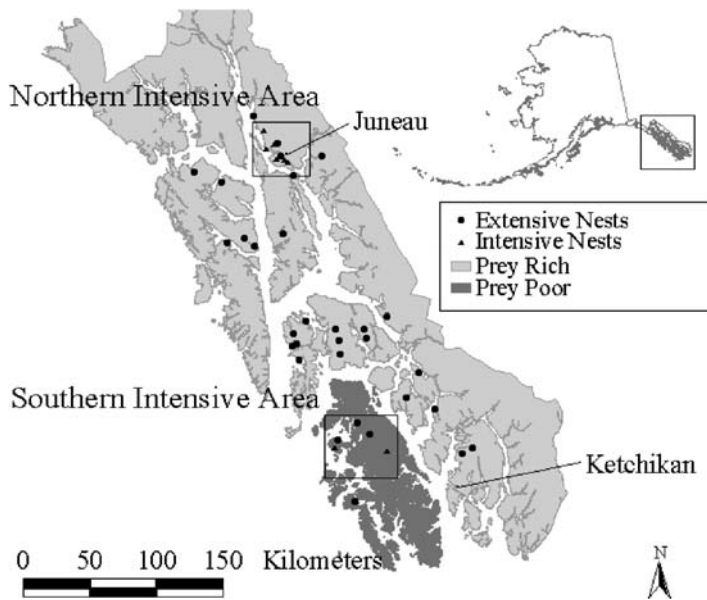 Northern Intensive Area
Juneau
Extensive Nests
Intensive Nests
Prey Rich
Prey Poor
Southern Intensive Area
Ketchikan
0 50 100 150 Kilometers
N